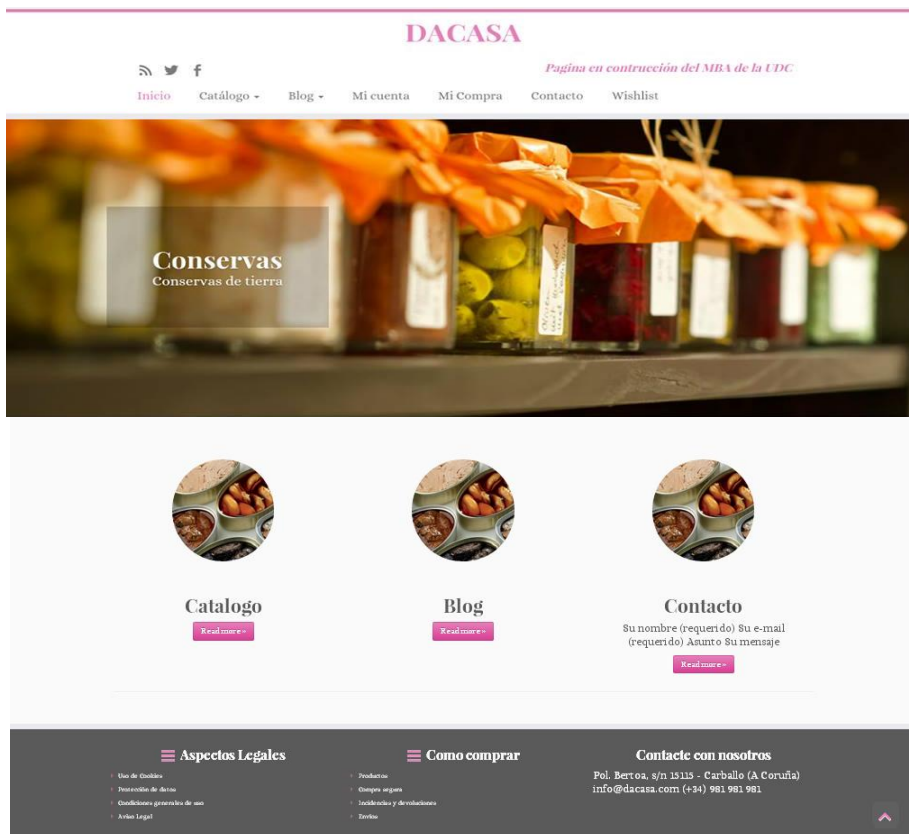 DACASA
Pagina en contrucción del MBA de la UDC
Inicio Catálogo Blog Mi cuenta Mi Compra Contacto Wishlist
Conservas
Conservas de tierra
Catalogo
Read more »
Blog
Read more »
Contacto
Su nombre (requerido) Su e-mail
(requerido) Asunto Su mensaje
Read more »
Aspectos Legales
Uso de Cookies
Protección de datos
Condiciones generales de uso
Aviso Legal
Como comprar
Productos
Compra segura
Incidencias y devoluciones
Envíos
Contacte con nosotros
Pol. Bertoa, s/n 15115 - Carballo (A Coruña)
info@dacasa.com (+34) 981 981 981